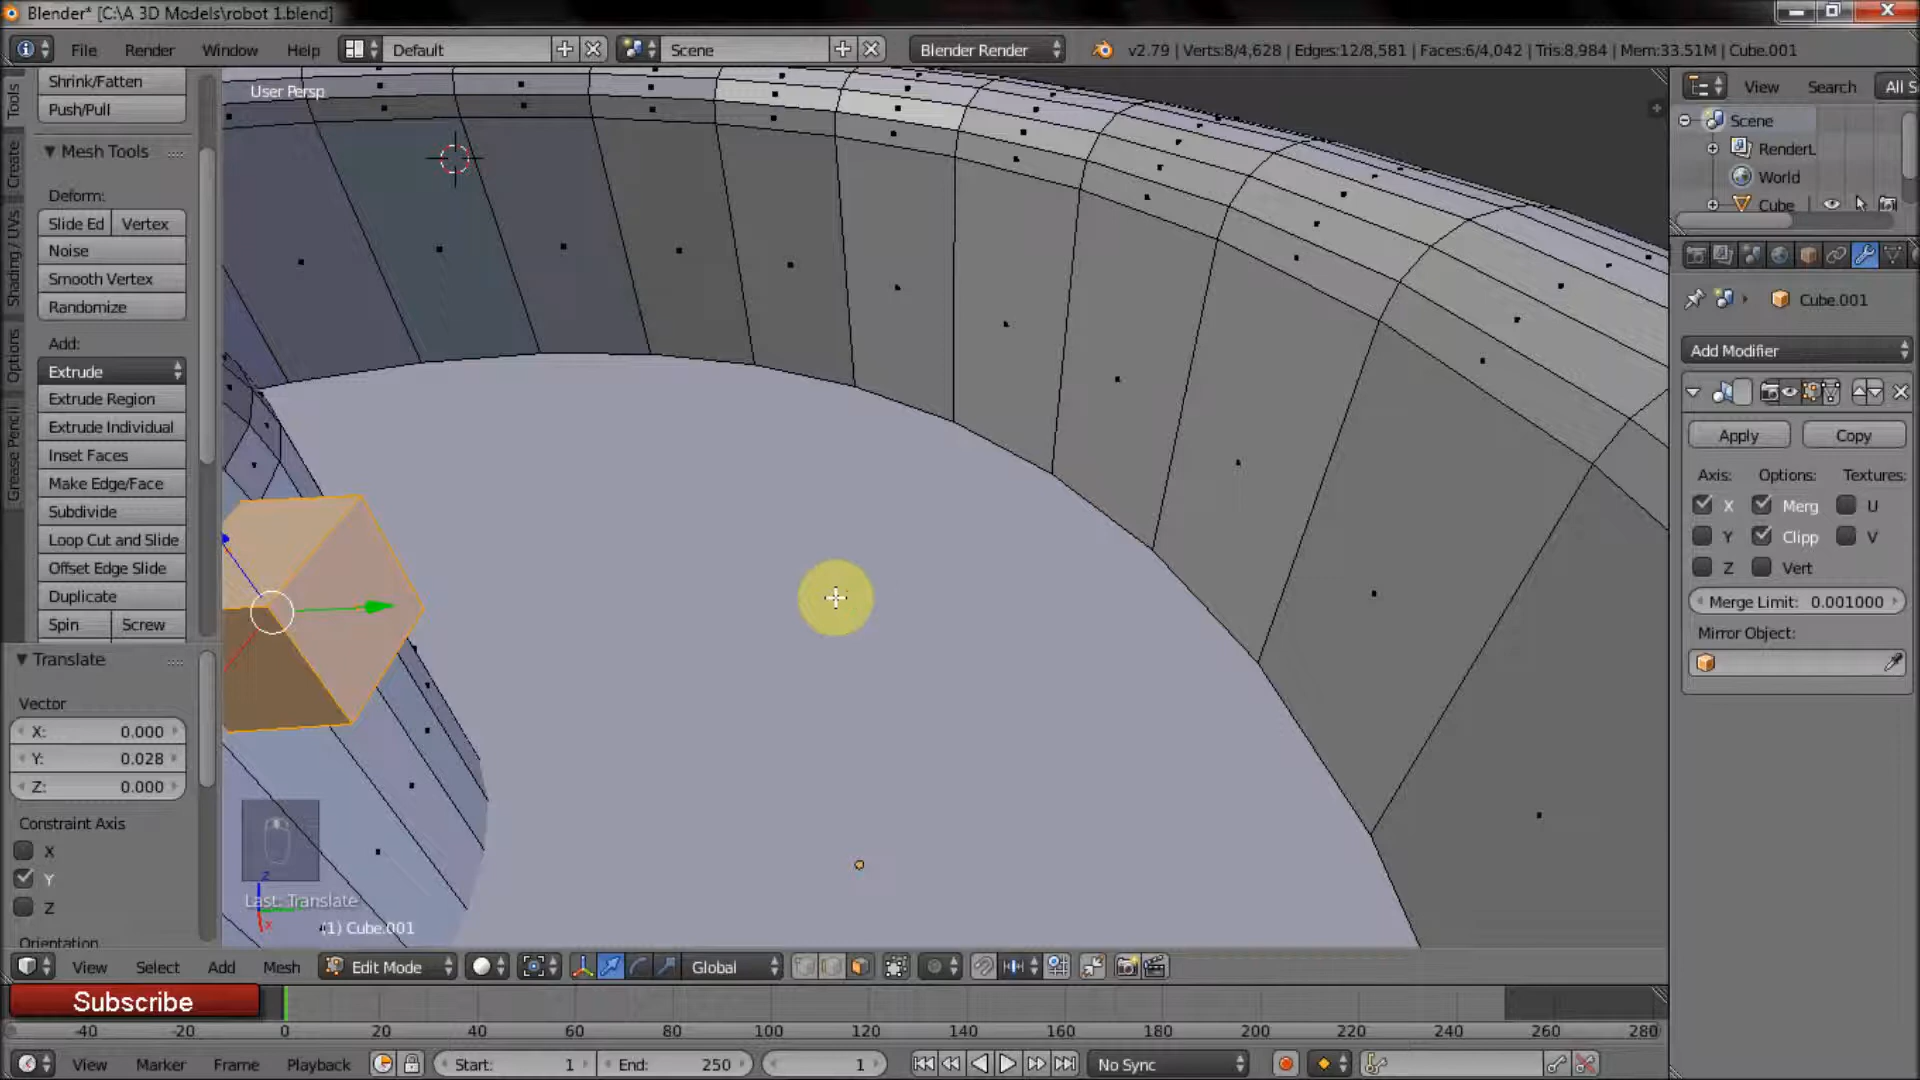 Blender* [C:\A 3D Models\robot 1.blend]
File Render Window Help Default Scene Blender Render v2.79 | Verts:8/4,628 | Edges:12/8,581 | Faces:6/4,042 | Tris:8,984 | Mem:33.51M | Cube.001
Tools
Create
Shading / UVs
Options
Grease Pencil
Shrink/Fatten
Push/Pull
Mesh Tools
Deform:
Slide Ed Vertex
Noise
Smooth Vertex
Randomize
Add:
Extrude
Extrude Region
Extrude Individual
Inset Faces
Make Edge/Face
Subdivide
Loop Cut and Slide
Offset Edge Slide
Duplicate
Spin Screw
Translate
Vector
X: 0.000
Y: 0.028
Z: 0.000
Constraint Axis
X
Y
Z
Orientation
User Persp
z
x
Last: Translate
(1) Cube.001
View Search All S
Scene
RenderL
World
Cube
Cube.001
Add Modifier
Apply Copy
Axis: Options: Textures:
X Merg U
Y Clipp V
Z Vert
Merge Limit: 0.001000
Mirror Object:
View Select Add Mesh Edit Mode Global
Subscribe
-40 -20 0 20 40 60 80 100 120 140 160 180 200 220 240 260 280
View Marker Frame Playback Start: 1 End: 250 1 No Sync